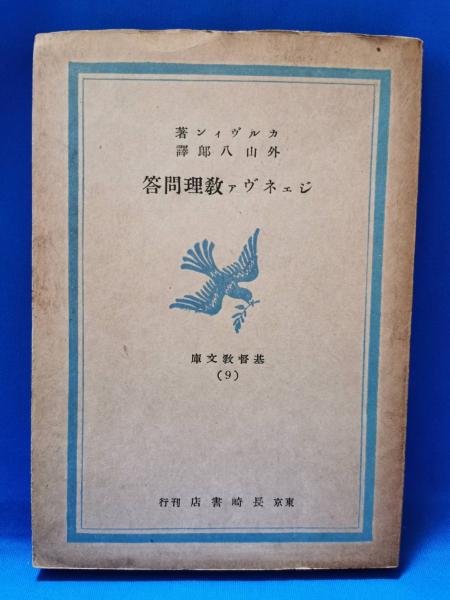 カルヴィン著
外山八郎譯
ジェネヴァ教理問答
基督教文庫
(9)
東京 長崎書店 刊行